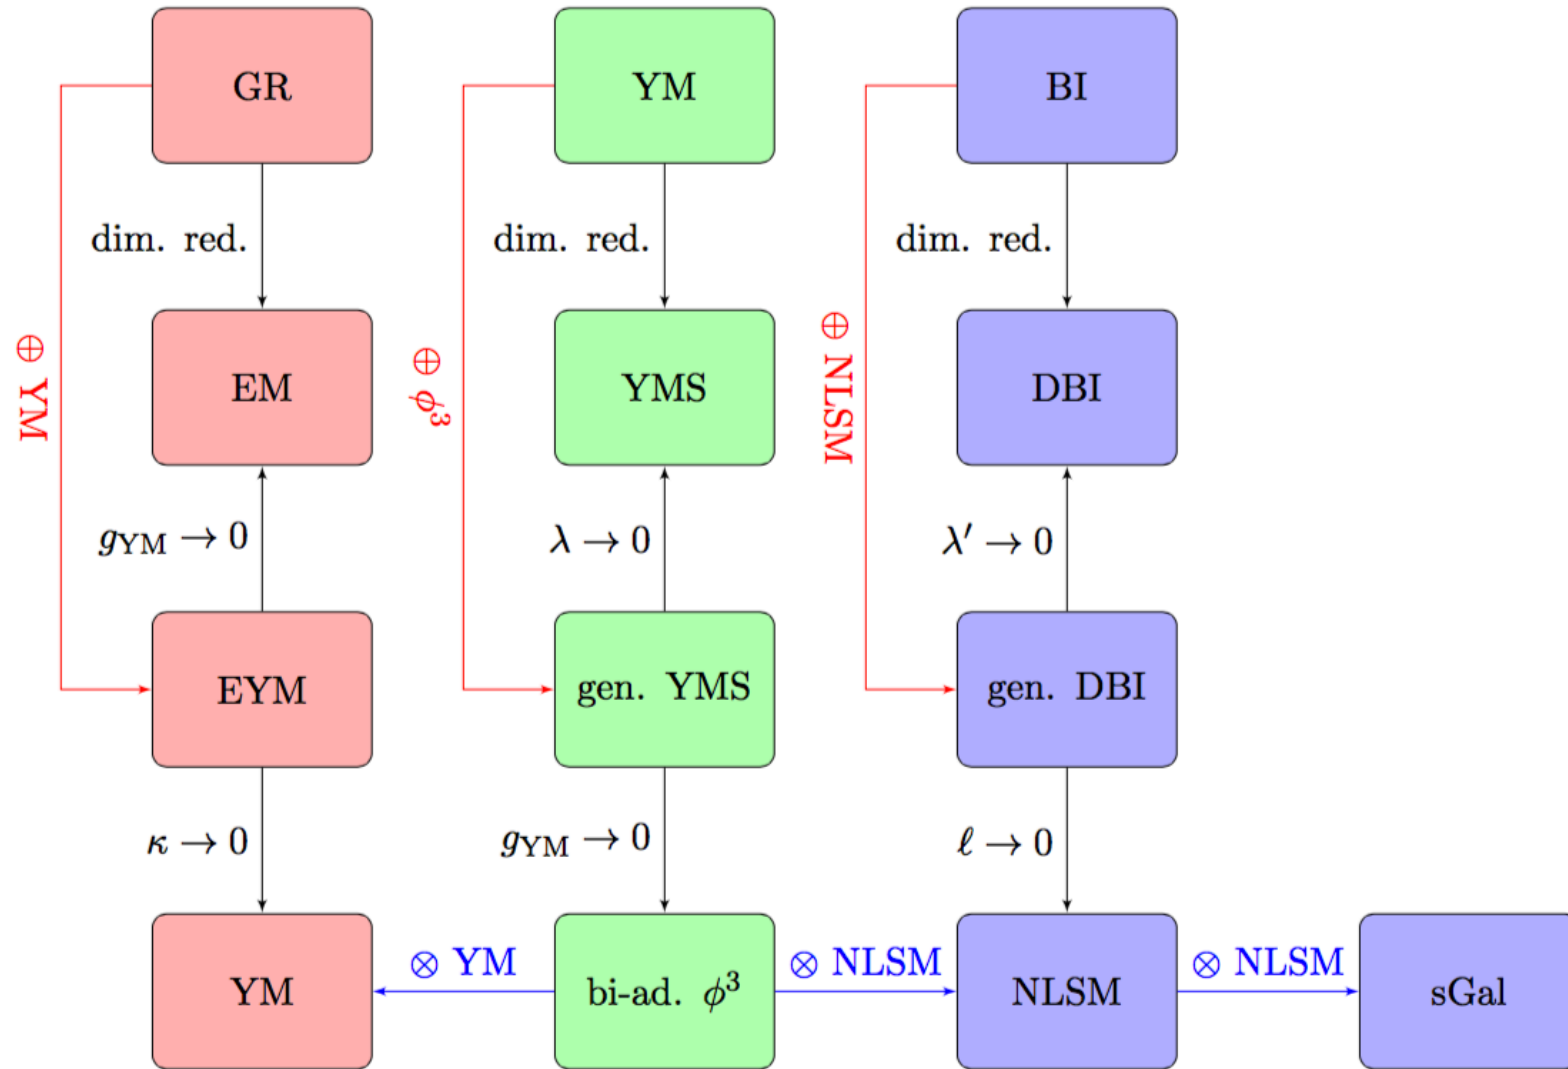 GR
YM
BI
dim. red.
dim. red.
dim. red.
⊕ YM
⊕ ϕ³
⊕ NLSM
EM
YMS
DBI
g_YM → 0
λ → 0
λ′ → 0
EYM
gen. YMS
gen. DBI
κ → 0
g_YM → 0
ℓ → 0
YM
⊗ YM
bi-ad. ϕ³
⊗ NLSM
NLSM
⊗ NLSM
sGal